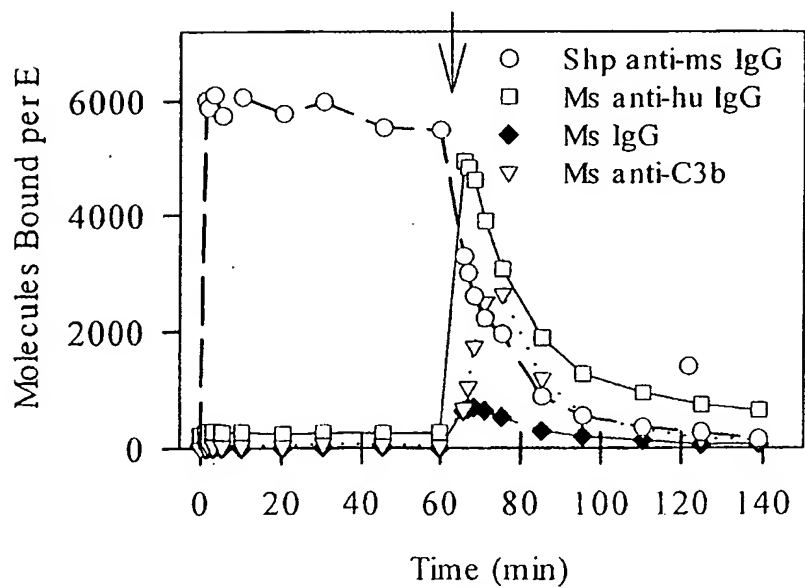 Shp anti-ms IgG
Ms anti-hu IgG
Ms IgG
Ms anti-C3b
Molecules Bound per E
6000
4000
2000
0
0 20 40 60 80 100 120 140
Time (min)